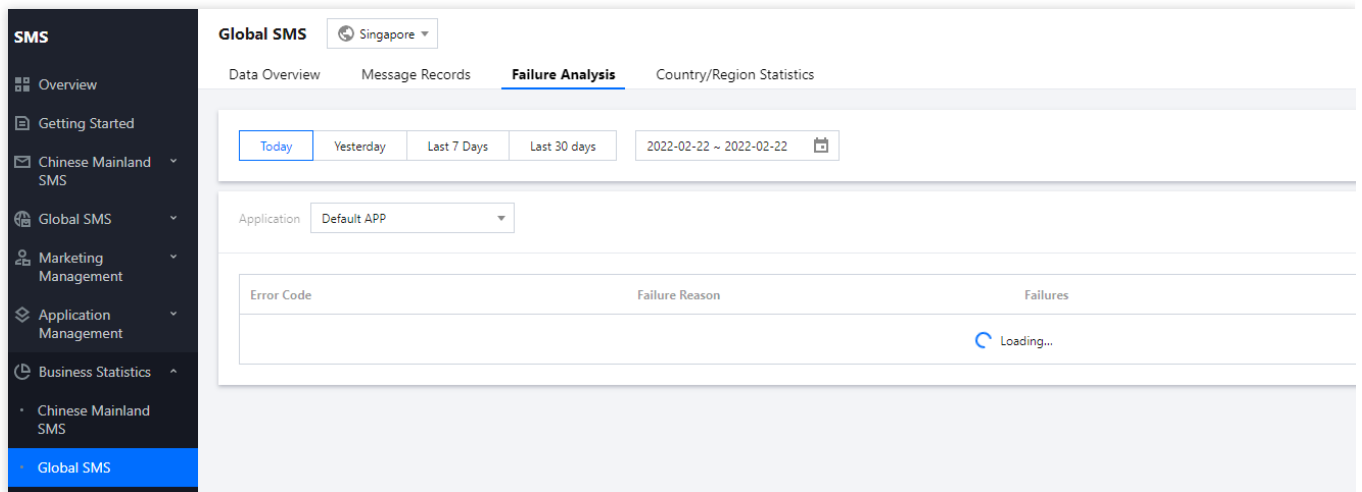 SMS
Overview
Getting Started
Chinese Mainland
SMS
Global SMS
Marketing
Management
Application
Management
Business Statistics
Chinese Mainland
SMS
Global SMS
Global SMS Singapore
Data Overview Message Records Failure Analysis Country/Region Statistics
Today Yesterday Last 7 Days Last 30 days 2022-02-22 ~ 2022-02-22
Application Default APP
Error Code Failure Reason Failures
Loading...